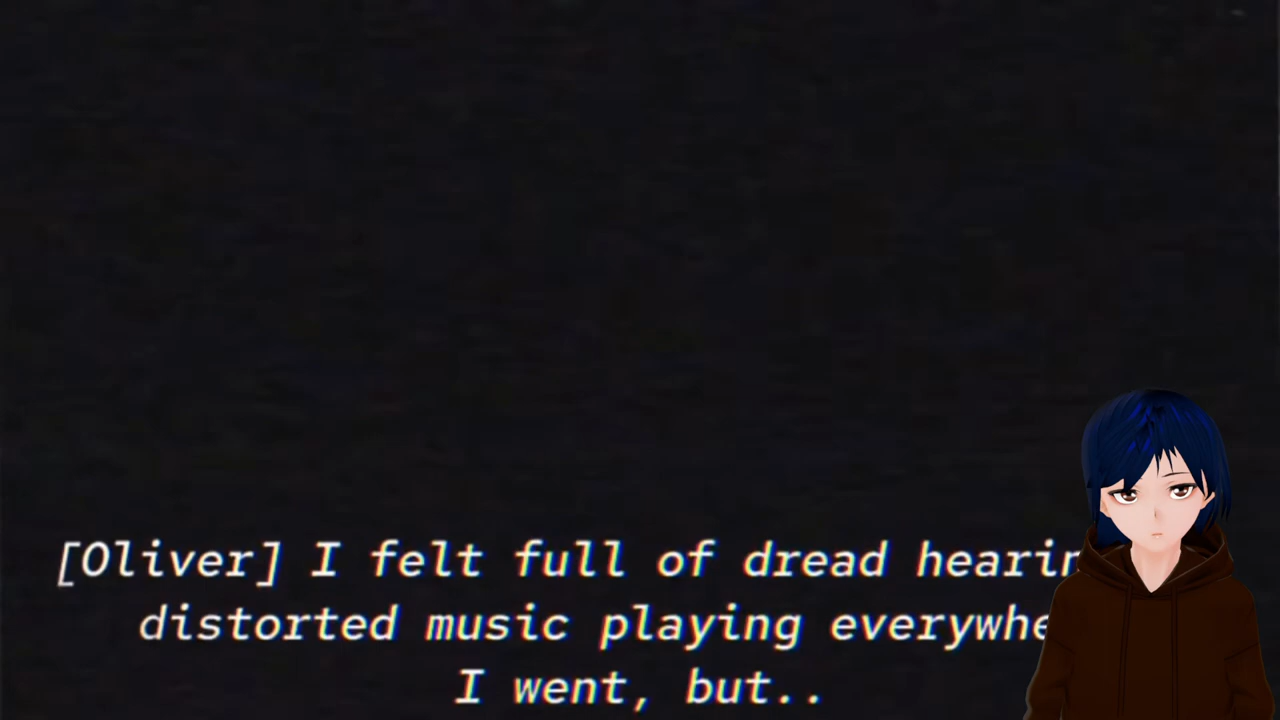 [Oliver] I felt full of dread
distorted music playing
I went, but..